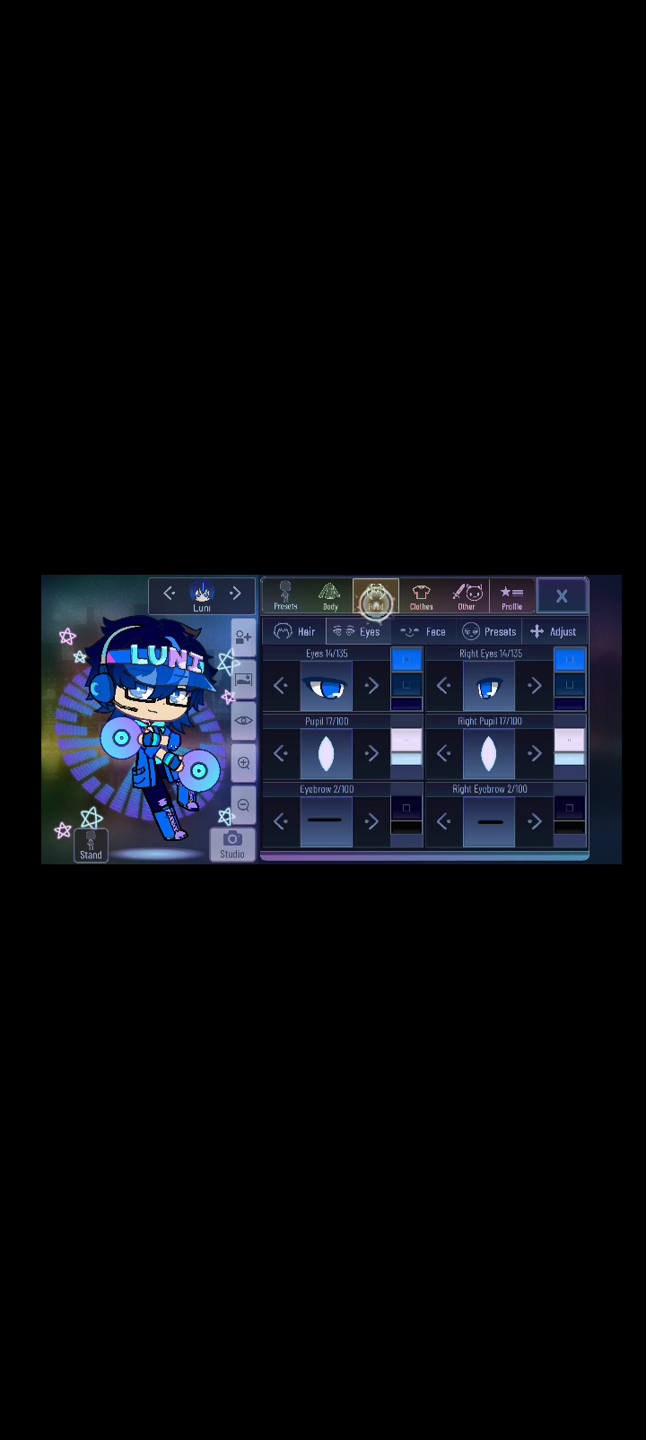 Luni
Presets
Body
Head
Clothes
Other
Profile
X
Hair
Eyes
Face
Presets
Adjust
LUNI
Eyes 14/135
Right Eyes 14/135
Pupil 17/100
Right Pupil 17/100
Eyebrow 2/100
Right Eyebrow 2/100
Stand
Studio